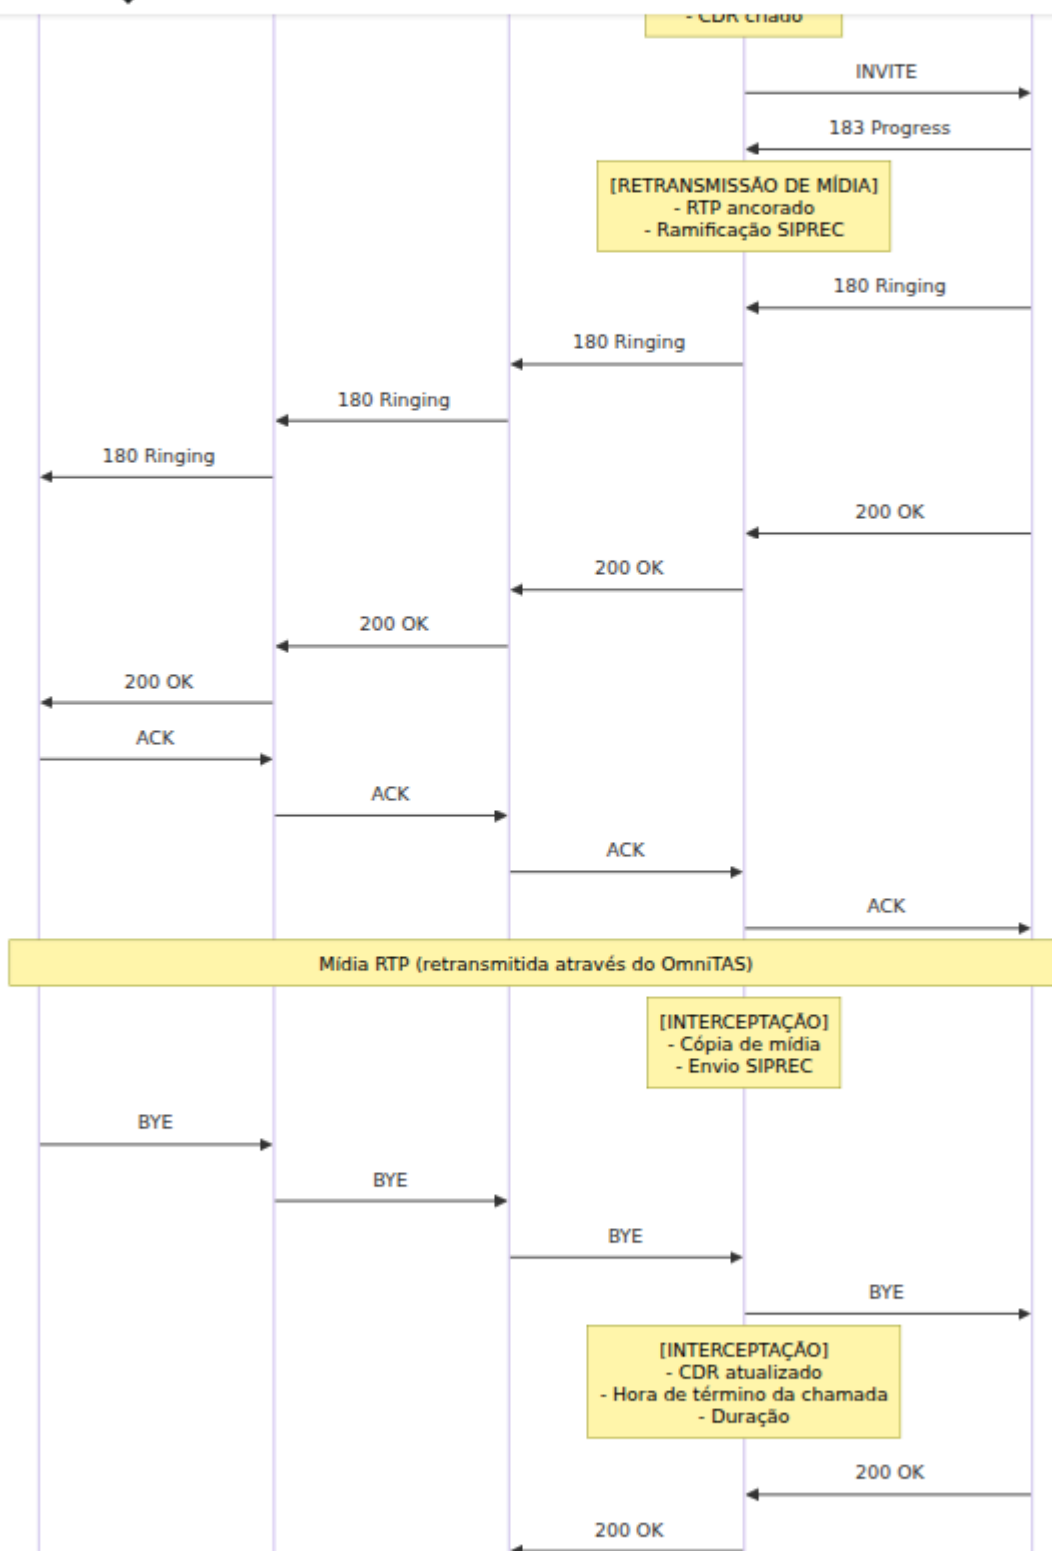 - CDR criado
INVITE
183 Progress
[RETRANSMISSÃO DE MÍDIA]
- RTP ancorado
- Ramificação SIPREC
180 Ringing
180 Ringing
180 Ringing
180 Ringing
200 OK
200 OK
200 OK
200 OK
ACK
ACK
ACK
ACK
Mídia RTP (retransmitida através do OmniTAS)
[INTERCEPTAÇÃO]
- Cópia de mídia
- Envio SIPREC
BYE
BYE
BYE
BYE
[INTERCEPTAÇÃO]
- CDR atualizado
- Hora de término da chamada
- Duração
200 OK
200 OK